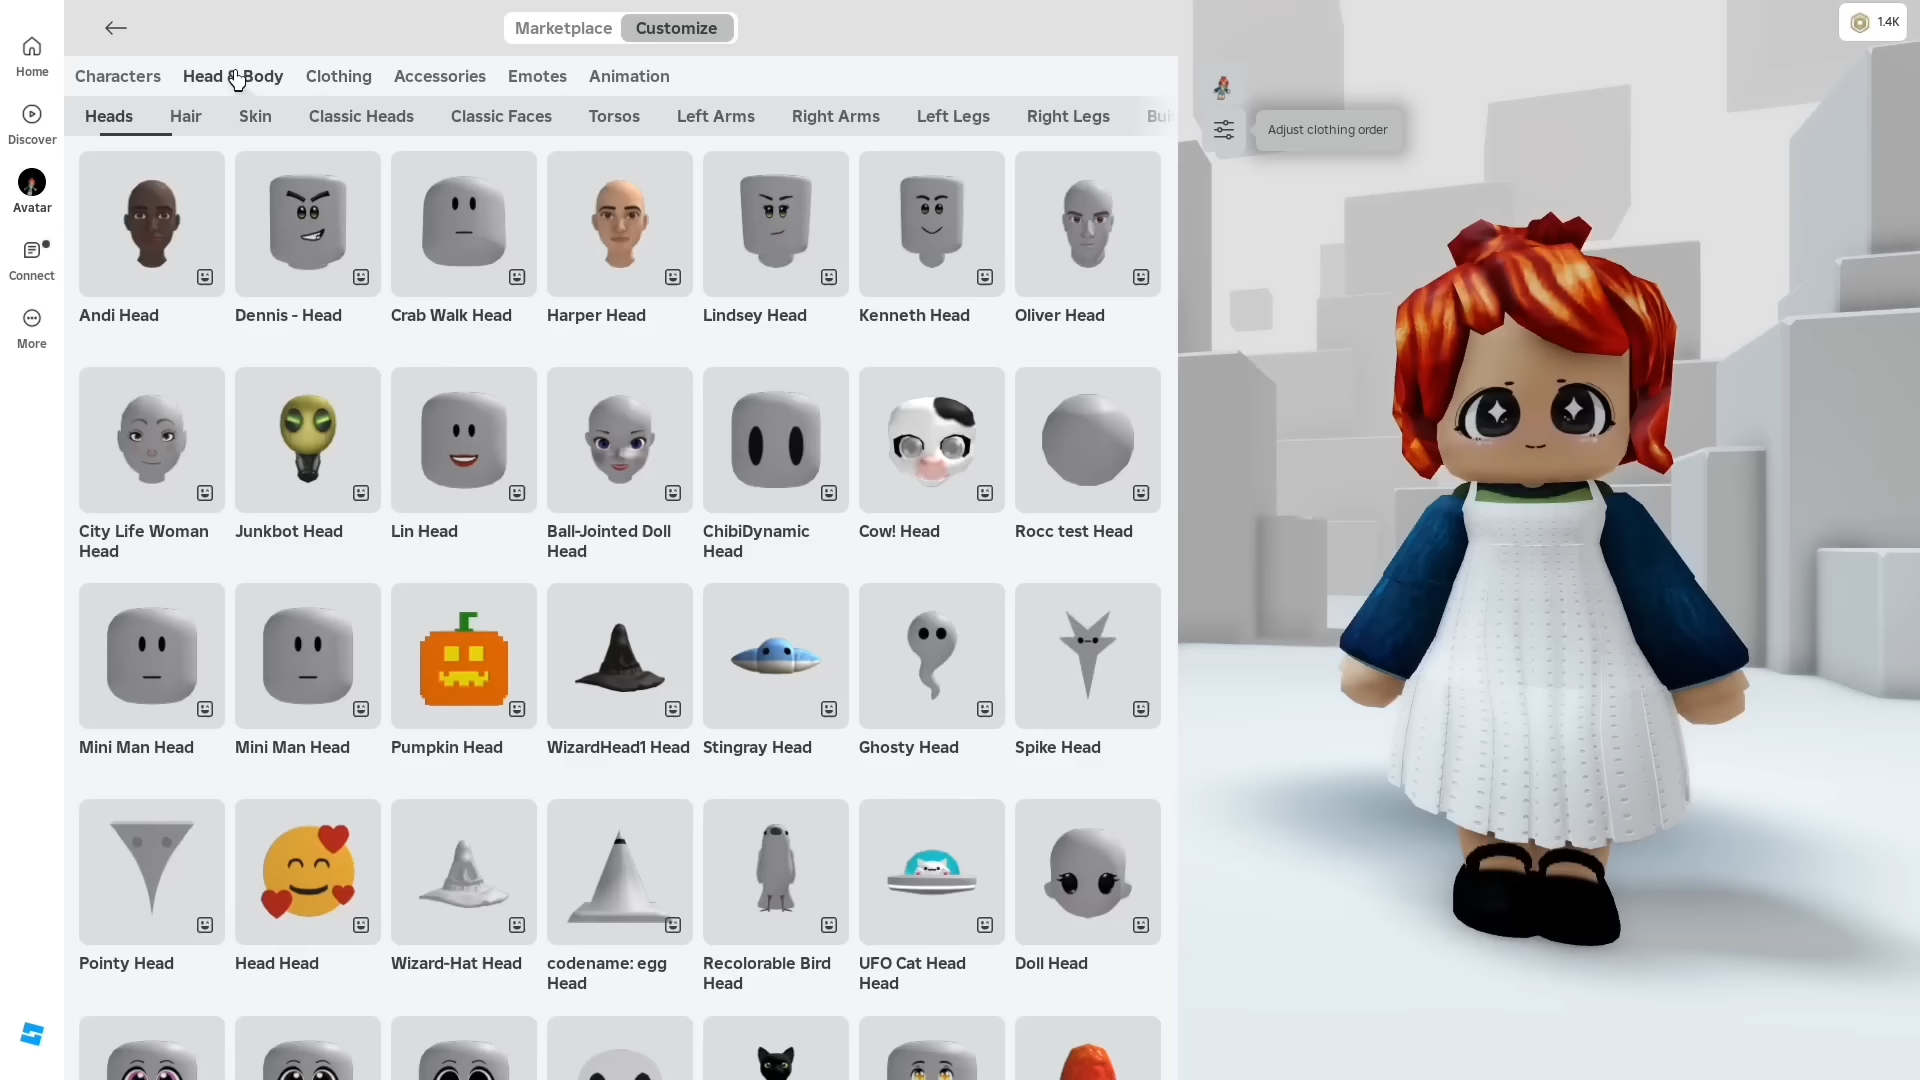 Marketplace Customize
1.4K
Home
Discover
Avatar
Connect
More
Characters Head & Body Clothing Accessories Emotes Animation
Heads Hair Skin Classic Heads Classic Faces Torsos Left Arms Right Arms Left Legs Right Legs
Adjust clothing order
Andi Head Dennis - Head Crab Walk Head Harper Head Lindsey Head Kenneth Head Oliver Head
City Life Woman Head
Junkbot Head
Lin Head
Ball-Jointed Doll Head
ChibiDynamic Head
Cow! Head
Rocc test Head
Mini Man Head Mini Man Head Pumpkin Head WizardHead1 Head Stingray Head Ghosty Head Spike Head
Pointy Head
Head Head
Wizard-Hat Head
codename: egg Head
Recolorable Bird Head
UFO Cat Head Head
Doll Head